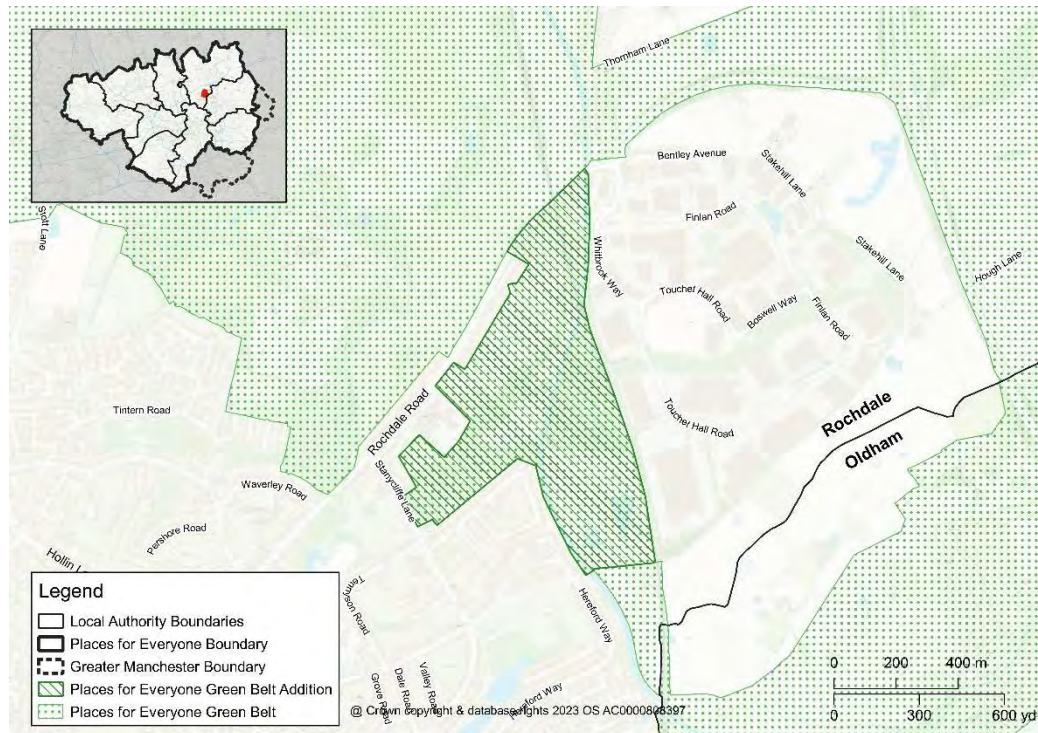 Thornham Lane
Bentley Avenue
Stakehill Lane
Finlan Road
Stott Lane
Whitbrook Way
Stakehill Lane
Hough Lane
Touchet Hall Road
Boswell Way
Finlan Road
Rochdale Road
Tintern Road
Touchet Hall Road
Rochdale
Oldham
Stanycliffe Lane
Waverley Road
Pershore Road
Hollin L
Tennyson Road
Hereford Way
Valley Road
Dale Road
Grove Road
Hereford Way
Legend
Local Authority Boundaries
Places for Everyone Boundary
Greater Manchester Boundary
Places for Everyone Green Belt Addition
Places for Everyone Green Belt
0 200 400 m
0 300 600 yd
@ Crown copyright & database rights 2023 OS AC0000808397